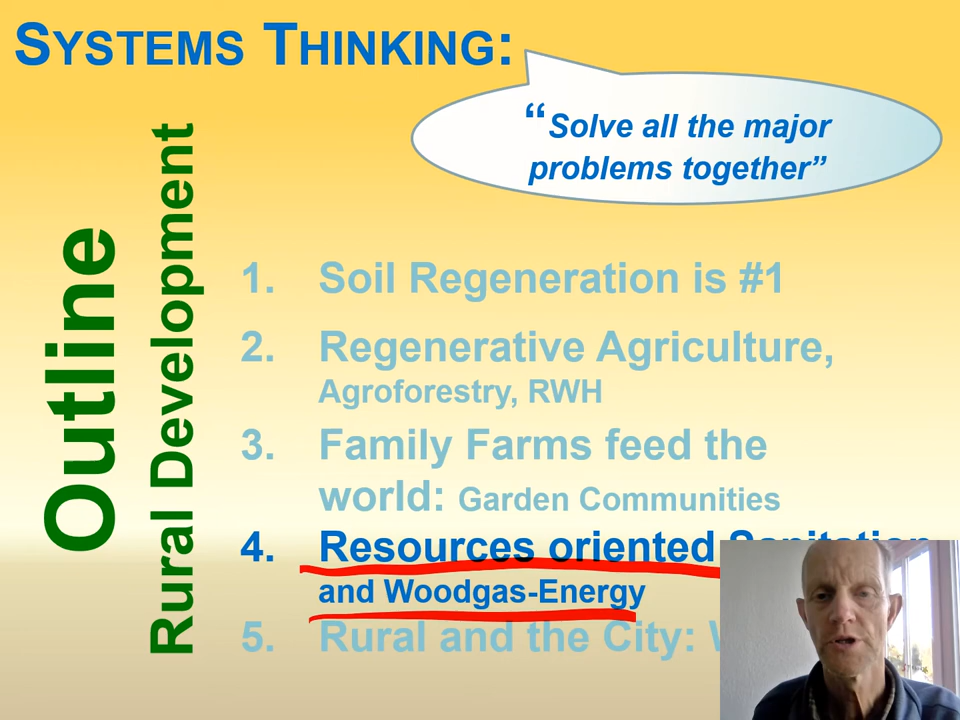 SYSTEMS THINKING:
“Solve all the major
problems together”
Outline
Rural Development
1. Soil Regeneration is #1
2. Regenerative Agriculture,
Agroforestry, RWH
3. Family Farms feed the
world: Garden Communities
4. Resources oriented Sanitation
and Woodgas-Energy
5. Rural and the City: